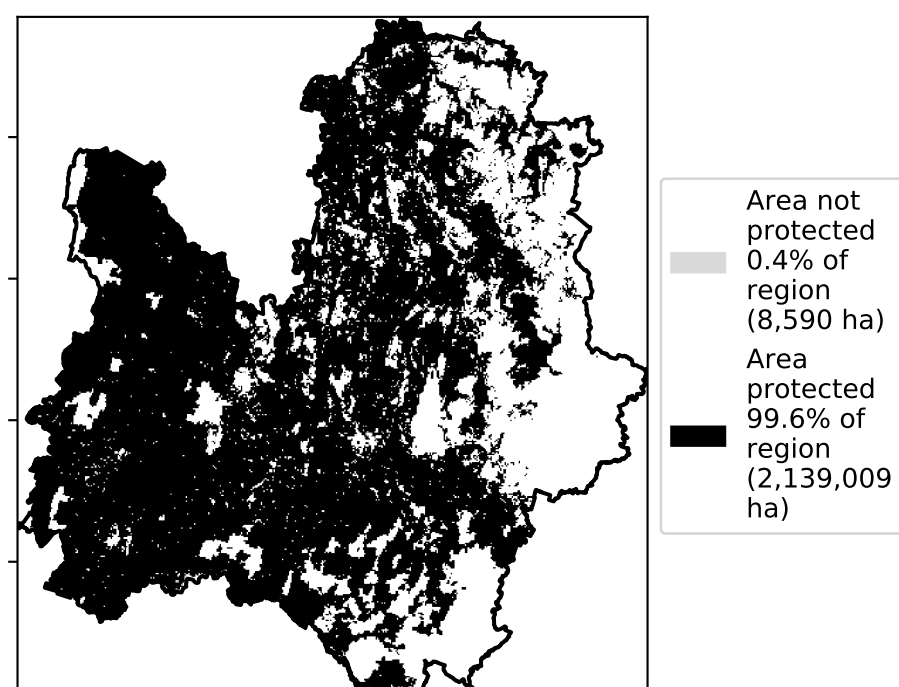 Area not
protected
0.4% of
region
(8,590 ha)
Area
protected
99.6% of
region
(2,139,009
ha)